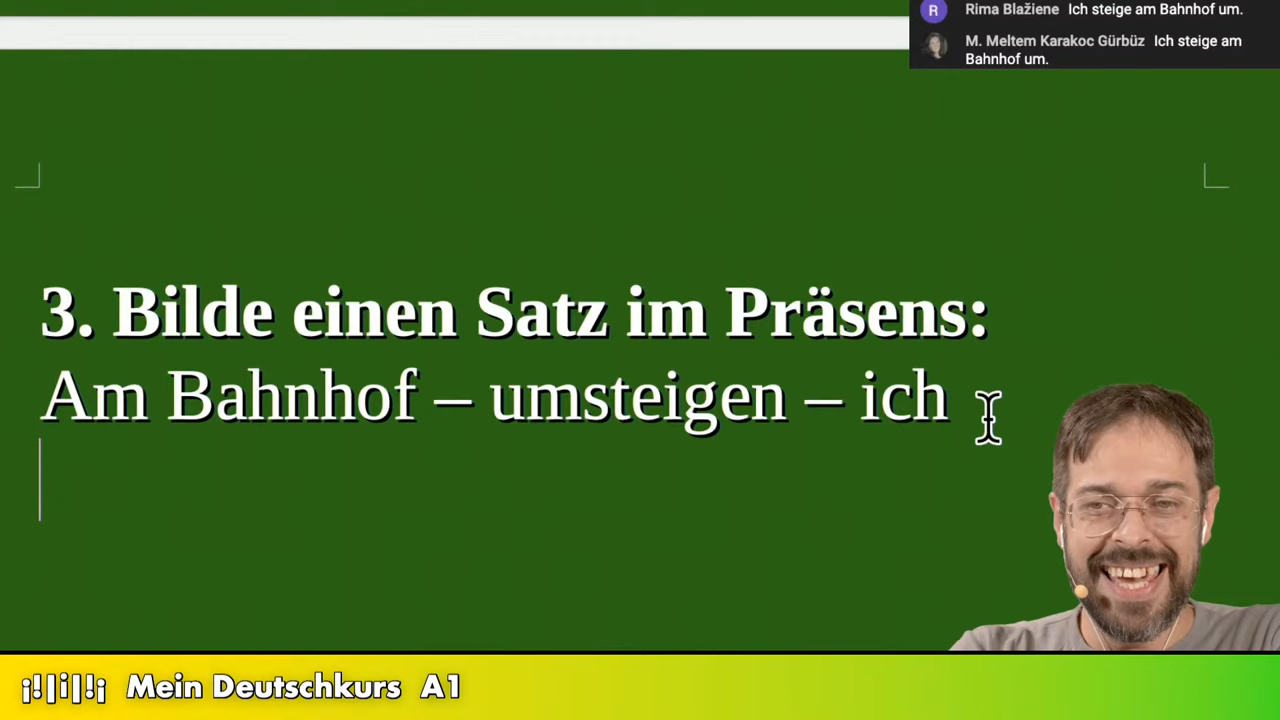 R Rima Blažiene Ich steige am Bahnhof um.
M. Meltem Karakoc Gürbüz Ich steige am
Bahnhof um.
3. Bilde einen Satz im Präsens:
Am Bahnhof – umsteigen – ich
¡!|i|!¡ Mein Deutschkurs A1